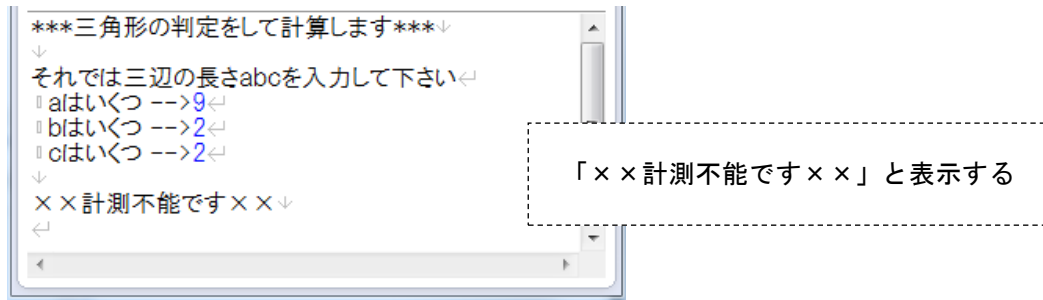 ***三角形の判定をして計算します***↓
↓
それでは三辺の長さabcを入力して下さい↵
aはいくつ -->9↵
bはいくつ -->2↵
cはいくつ -->2↵
↓
××計測不能です××↓
↵
「××計測不能です××」と表示する